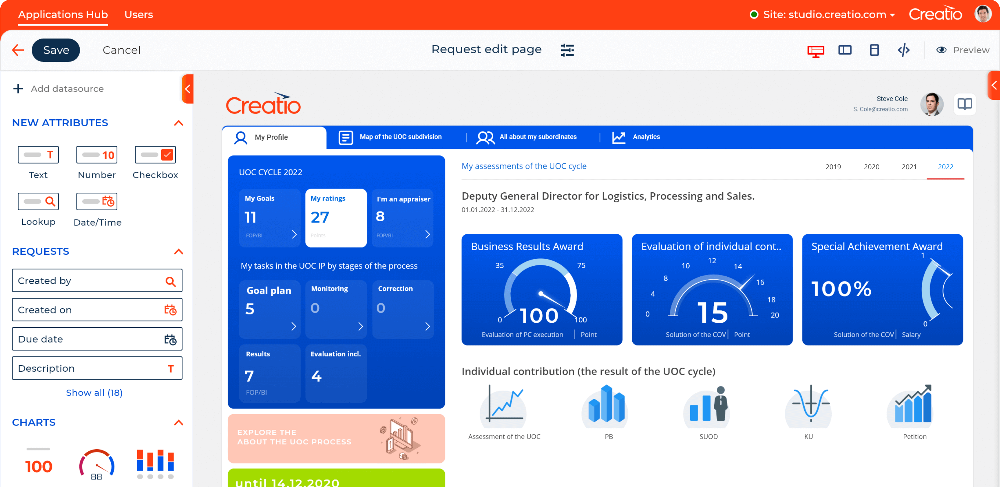 Applications Hub
Users
Site: studio.creatio.com
Creatio
Save
Cancel
Request edit page
Preview
Add datasource
NEW ATTRIBUTES
T
10
Text
Number
Checkbox
Lookup
Date/Time
REQUESTS
Created by
Created on
Due date
Description
T
Show all (18)
CHARTS
100
88
Creatio
Steve Cole
S. Cole@creatio.com
My Profile
Map of the UOC subdivision
All about my subordinates
Analytics
UOC CYCLE 2022
My Goals
11
FOP/BI
My ratings
27
Points
I'm an appraiser
8
FOP/BI
My tasks in the UOC IP by stages of the process
Goal plan
5
Monitoring
0
Correction
0
Results
7
FOP/BI
Evaluation incl.
4
EXPLORE THE
ABOUT THE UOC PROCESS
until 14.12.2020
My assessments of the UOC cycle
2019
2020
2021
2022
Deputy General Director for Logistics, Processing and Sales.
01.01.2022 - 31.12.2022
Business Results Award
35
75
0
100
100
Evaluation of PC execution
Point
Evaluation of individual cont..
0
4
8
10
12
14
16
18
20
15
Solution of the COV
Point
Special Achievement Award
1
100%
0
Solution of the COV
Salary
Individual contribution (the result of the UOC cycle)
Assessment of the UOC
PB
SUOD
KU
Petition